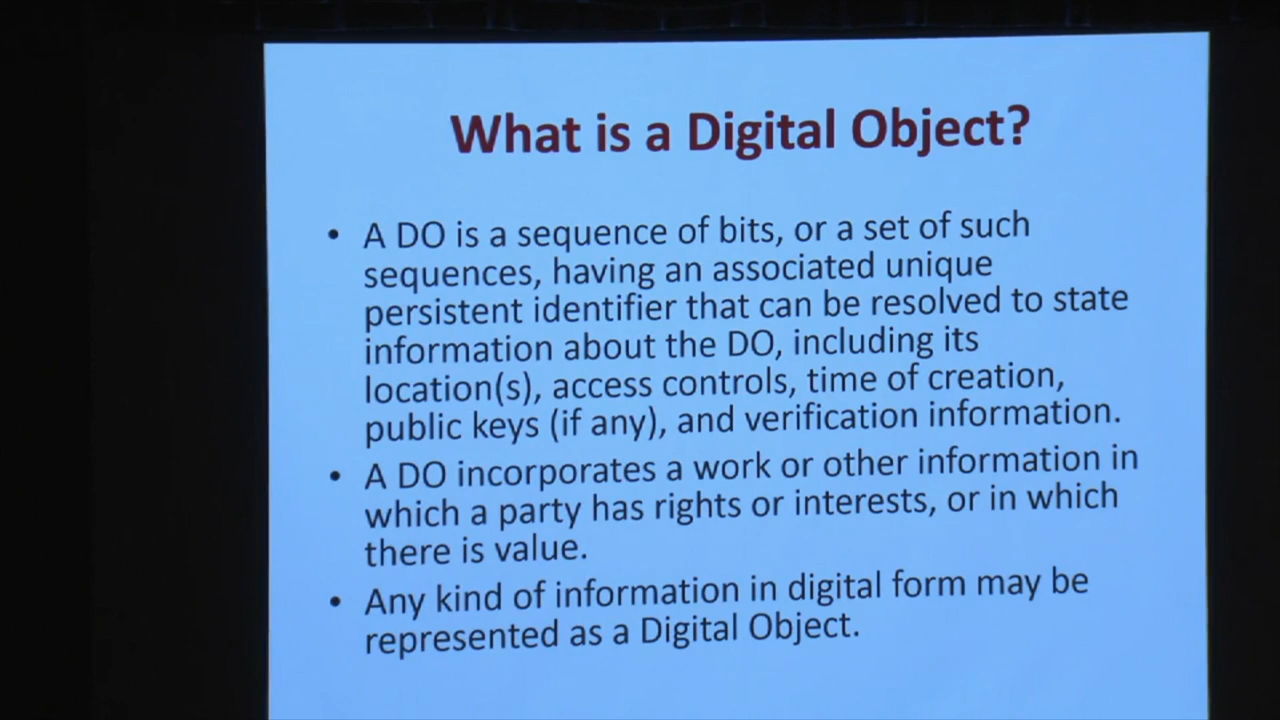 What is a Digital Object?
• A DO is a sequence of bits, or a set of such
sequences, having an associated unique
persistent identifier that can be resolved to state
information about the DO, including its
location(s), access controls, time of creation,
public keys (if any), and verification information.
• A DO incorporates a work or other information in
which a party has rights or interests, or in which
there is value.
• Any kind of information in digital form may be
represented as a Digital Object.